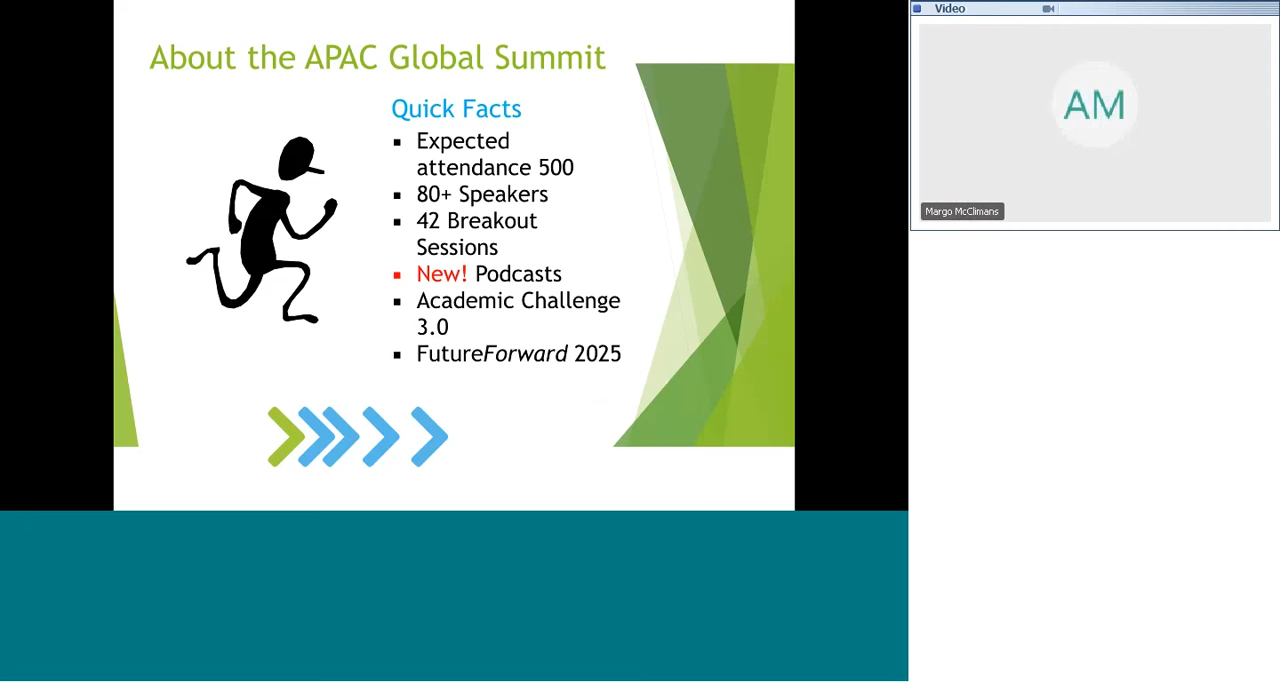 About the APAC Global Summit
Quick Facts
Expected
attendance 500
80+ Speakers
42 Breakout
Sessions
New! Podcasts
Academic Challenge
3.0
FutureForward 2025
Video
AM
Margo McClimans